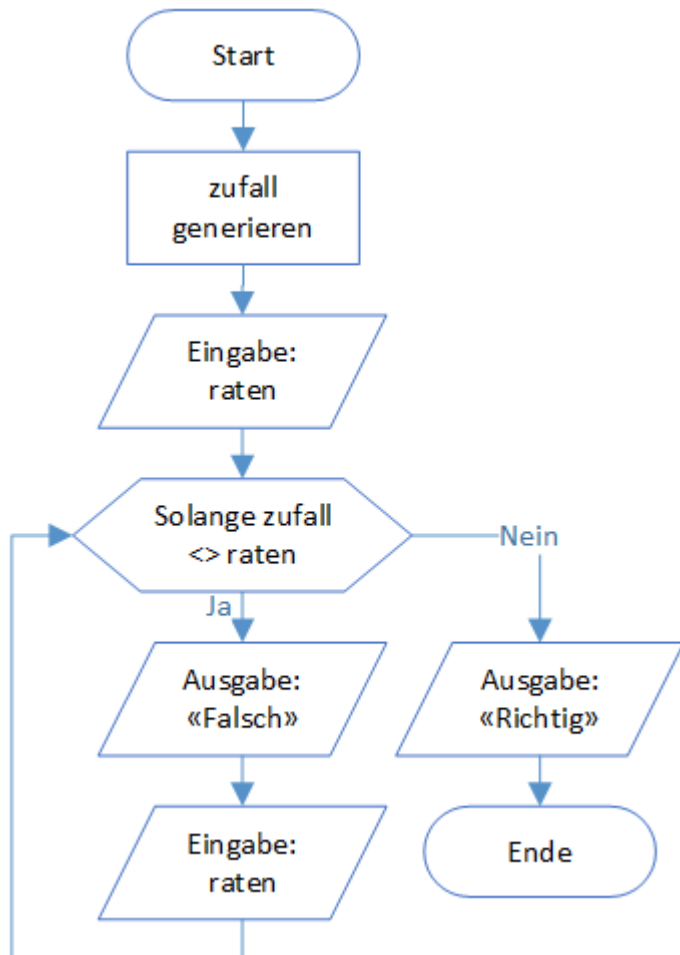 Start
zufall
generieren
Eingabe:
raten
Solange zufall
<> raten
Nein
Ja
Ausgabe:
«Falsch»
Ausgabe:
«Richtig»
Eingabe:
raten
Ende